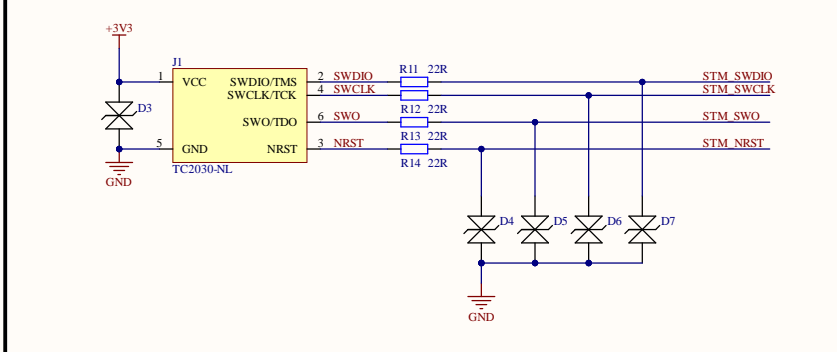 +3V3
J1
1 VCC SWDIO/TMS 2 SWDIO R11 22R STM_SWDIO
SWCLK/TCK 4 SWCLK STM_SWCLK
D3
R12 22R
SWO/TDO 6 SWO STM_SWO
R13 22R
5 GND NRST 3 NRST STM_NRST
R14 22R
TC2030-NL
GND
D4 D5 D6 D7
GND